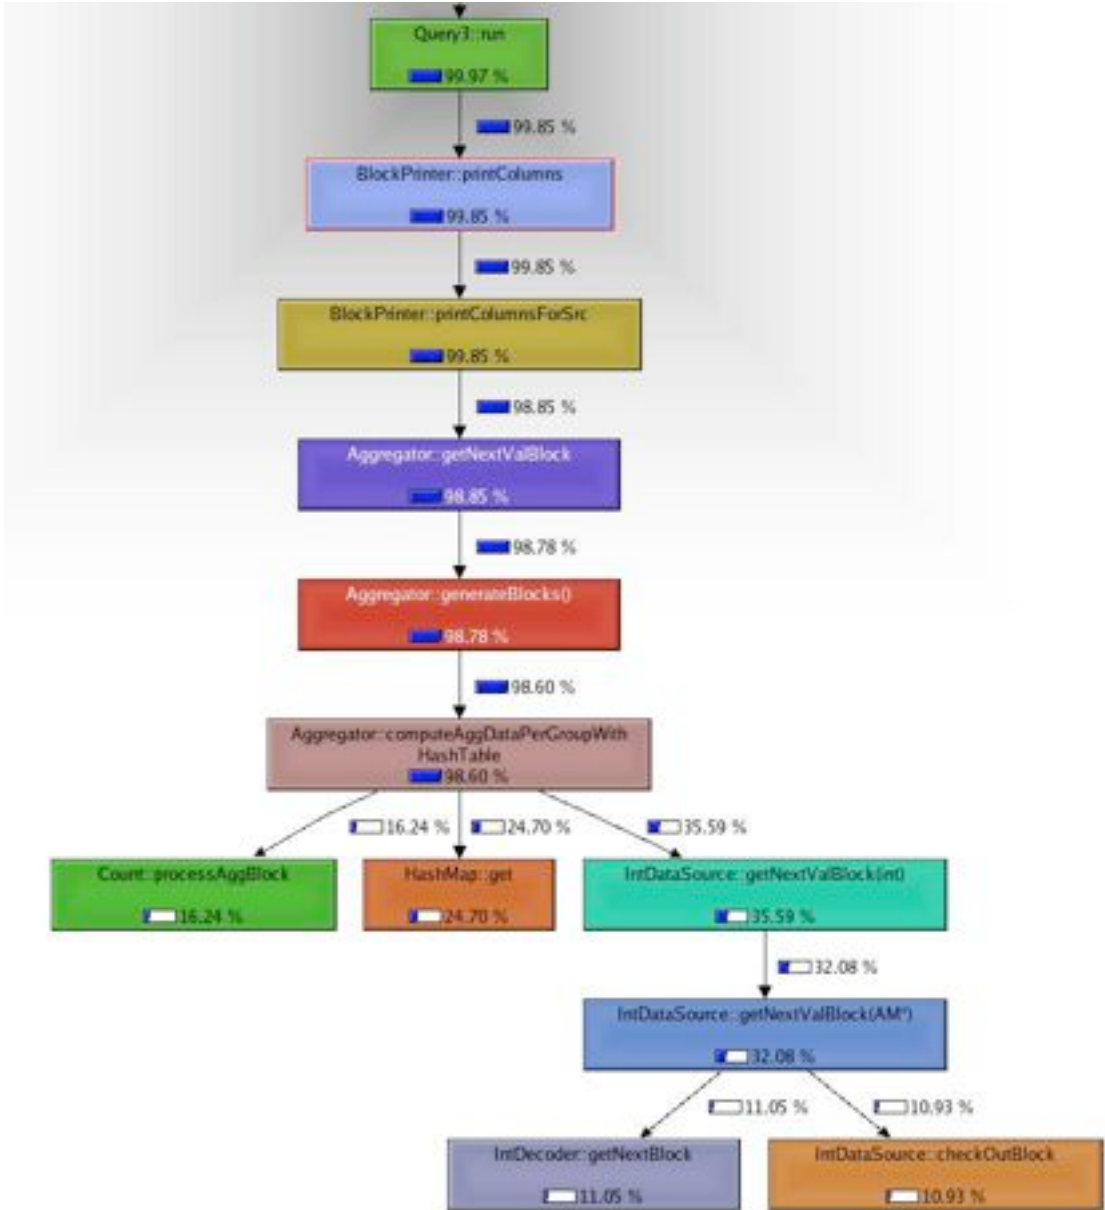 Query3::run
99.97 %
99.85 %
BlockPrinter::printColumns
99.85 %
99.85 %
BlockPrinter::printColumnsForSrc
99.85 %
98.85 %
Aggregator::getNextValBlock
98.85 %
98.78 %
Aggregator::generateBlocks()
98.78 %
98.60 %
Aggregator::computeAggDataPerGroupWith
HashTable
98.60 %
16.24 %
24.70 %
35.59 %
Count::processAggBlock
16.24 %
HashMap::get
24.70 %
IntDataSource::getNextValBlock(int)
35.59 %
32.08 %
IntDataSource::getNextValBlock(AM*)
32.08 %
11.05 %
10.93 %
IntDecoder::getNextBlock
11.05 %
IntDataSource::checkOutBlock
10.93 %